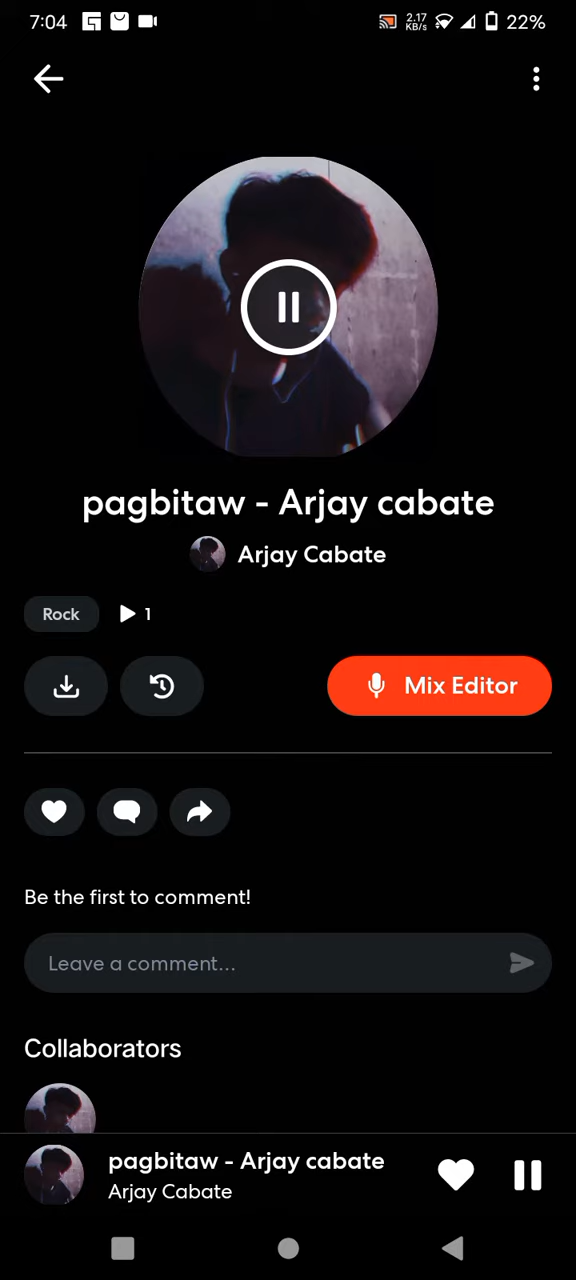 7:04
2.17
KB/s
22%
pagbitaw - Arjay cabate
Arjay Cabate
Rock
1
Mix Editor
Be the first to comment!
Leave a comment...
Collaborators
pagbitaw - Arjay cabate
Arjay Cabate